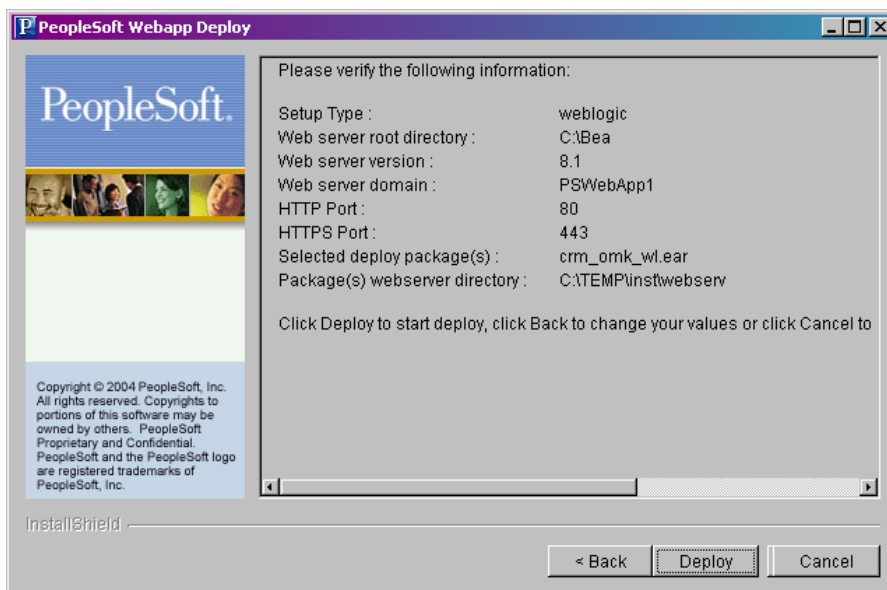 PeopleSoft Webapp Deploy
PeopleSoft.
Please verify the following information:
Setup Type : weblogic
Web server root directory : C:\Bea
Web server version : 8.1
Web server domain : PSWebApp1
HTTP Port : 80
HTTPS Port : 443
Selected deploy package(s) : crm_omk_wl.ear
Package(s) webserver directory : C:\TEMP\inst\webserv
Click Deploy to start deploy, click Back to change your values or click Cancel to
Copyright © 2004 PeopleSoft, Inc.
All rights reserved. Copyrights to
portions of this software may be
owned by others. PeopleSoft
Proprietary and Confidential.
PeopleSoft and the PeopleSoft logo
are registered trademarks of
PeopleSoft, Inc.
InstallShield
< Back
Deploy
Cancel